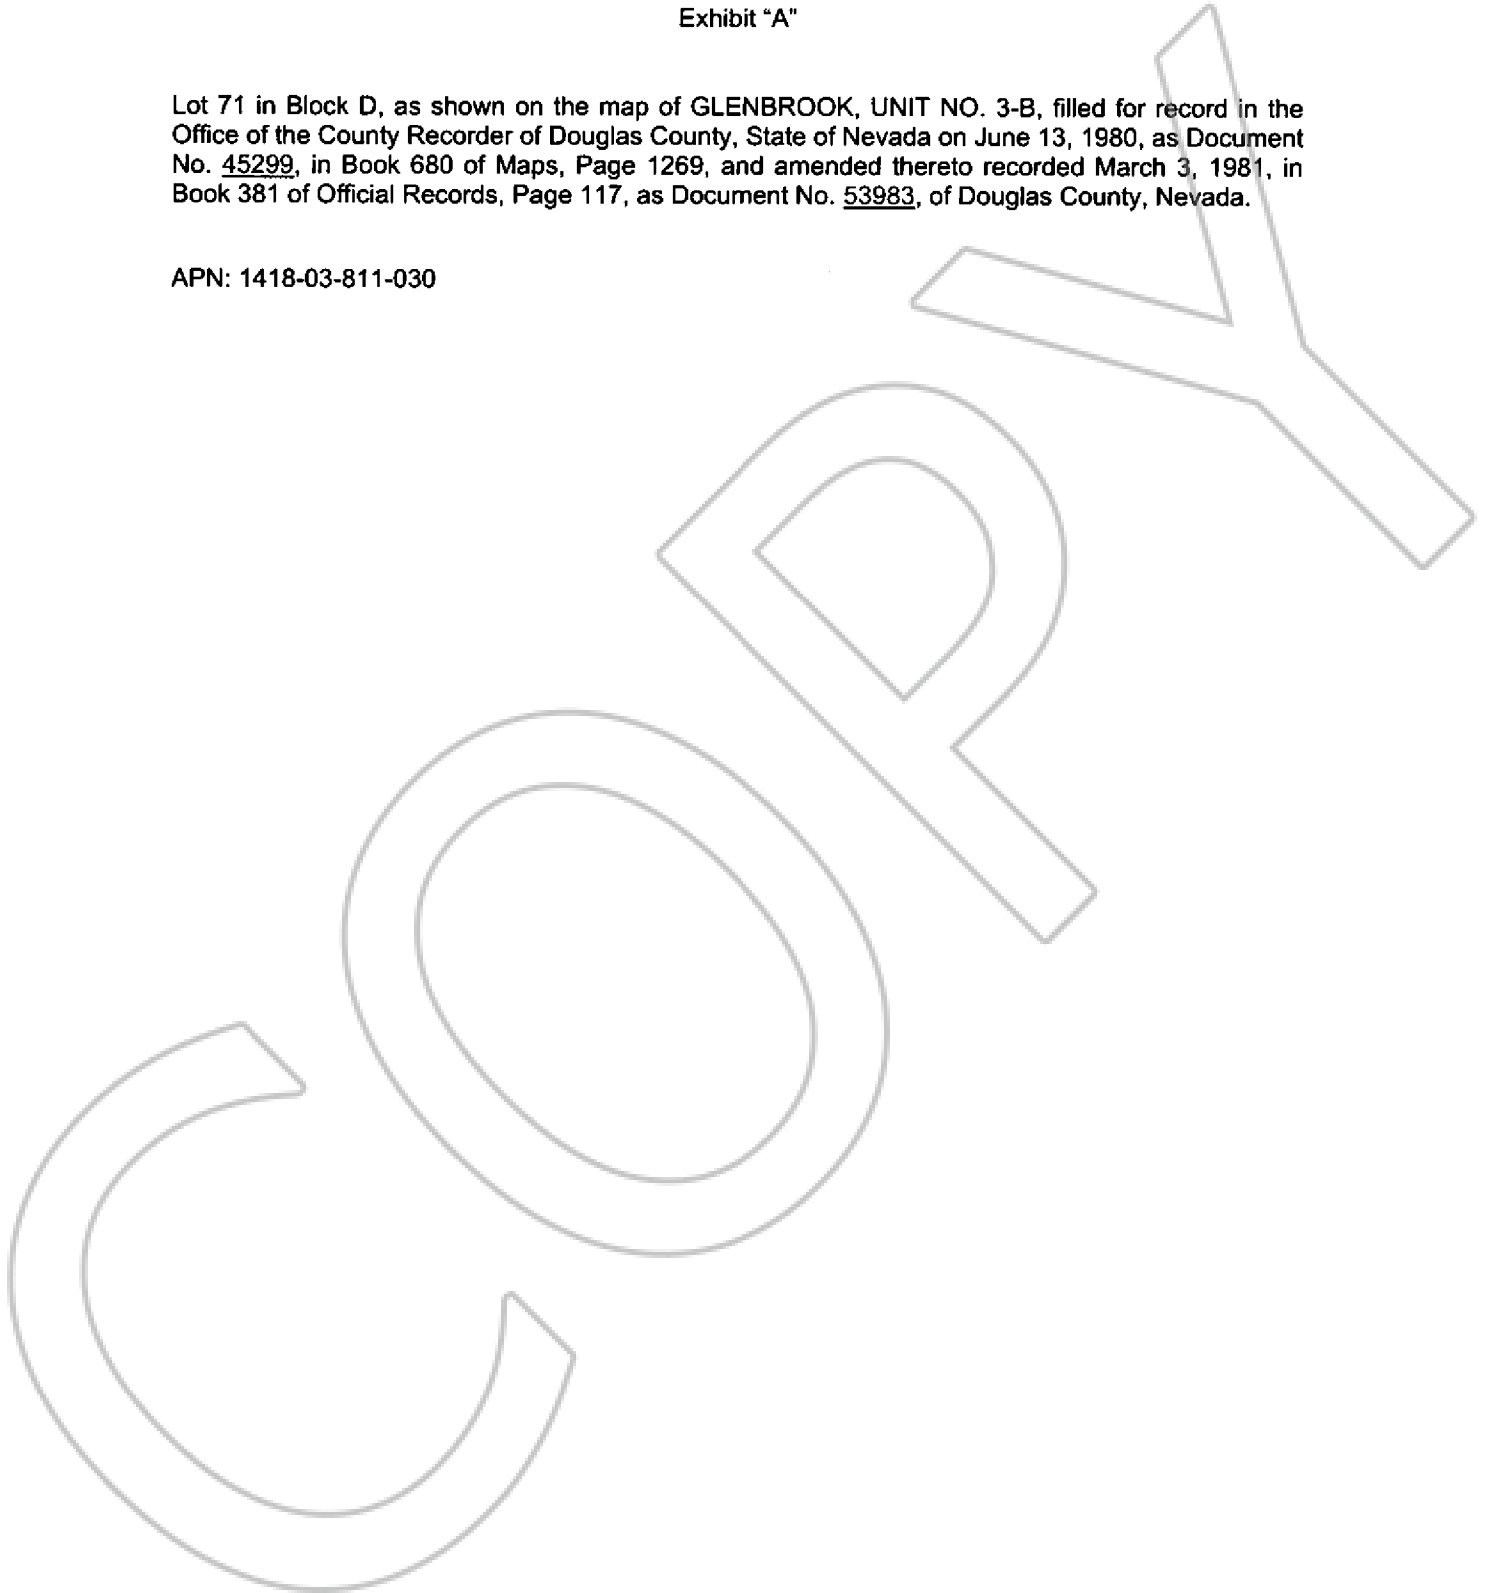 Exhibit “A”
Lot 71 in Block D, as shown on the map of GLENBROOK, UNIT NO. 3-B, filled for record in the
Office of the County Recorder of Douglas County, State of Nevada on June 13, 1980, as Document
No. 45299, in Book 680 of Maps, Page 1269, and amended thereto recorded March 3, 1981, in
Book 381 of Official Records, Page 117, as Document No. 53983, of Douglas County, Nevada.
APN: 1418-03-811-030
COPY